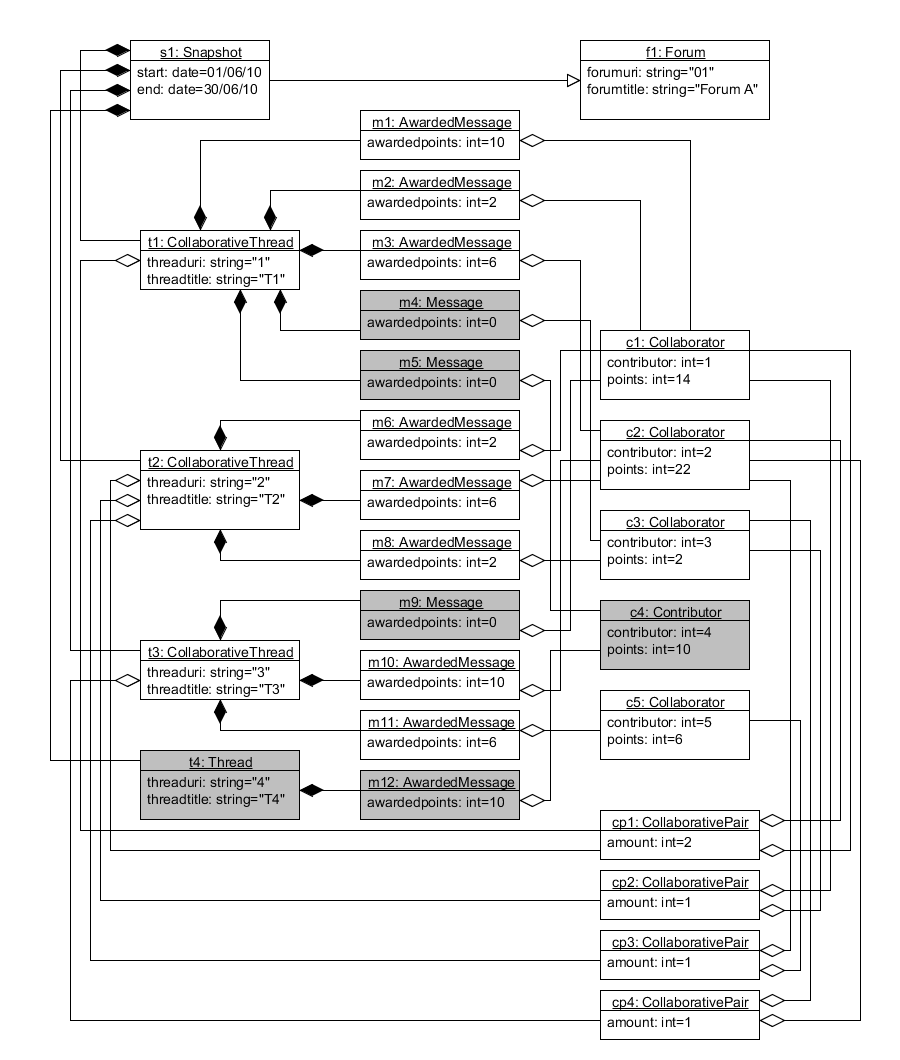 s1: Snapshot
start: date=01/06/10
end: date=30/06/10
f1: Forum
forumuri: string="01"
forumtitle: string="Forum A"
m1: AwardedMessage
awardedpoints: int=10
m2: AwardedMessage
awardedpoints: int=2
t1: CollaborativeThread
threaduri: string="1"
threadtitle: string="T1"
m3: AwardedMessage
awardedpoints: int=6
m4: Message
awardedpoints: int=0
m5: Message
awardedpoints: int=0
c1: Collaborator
contributor: int=1
points: int=14
m6: AwardedMessage
awardedpoints: int=2
c2: Collaborator
contributor: int=2
points: int=22
t2: CollaborativeThread
threaduri: string="2"
threadtitle: string="T2"
m7: AwardedMessage
awardedpoints: int=6
c3: Collaborator
contributor: int=3
points: int=2
m8: AwardedMessage
awardedpoints: int=2
m9: Message
awardedpoints: int=0
c4: Contributor
contributor: int=4
points: int=10
t3: CollaborativeThread
threaduri: string="3"
threadtitle: string="T3"
m10: AwardedMessage
awardedpoints: int=10
c5: Collaborator
contributor: int=5
points: int=6
m11: AwardedMessage
awardedpoints: int=6
t4: Thread
threaduri: string="4"
threadtitle: string="T4"
m12: AwardedMessage
awardedpoints: int=10
cp1: CollaborativePair
amount: int=2
cp2: CollaborativePair
amount: int=1
cp3: CollaborativePair
amount: int=1
cp4: CollaborativePair
amount: int=1